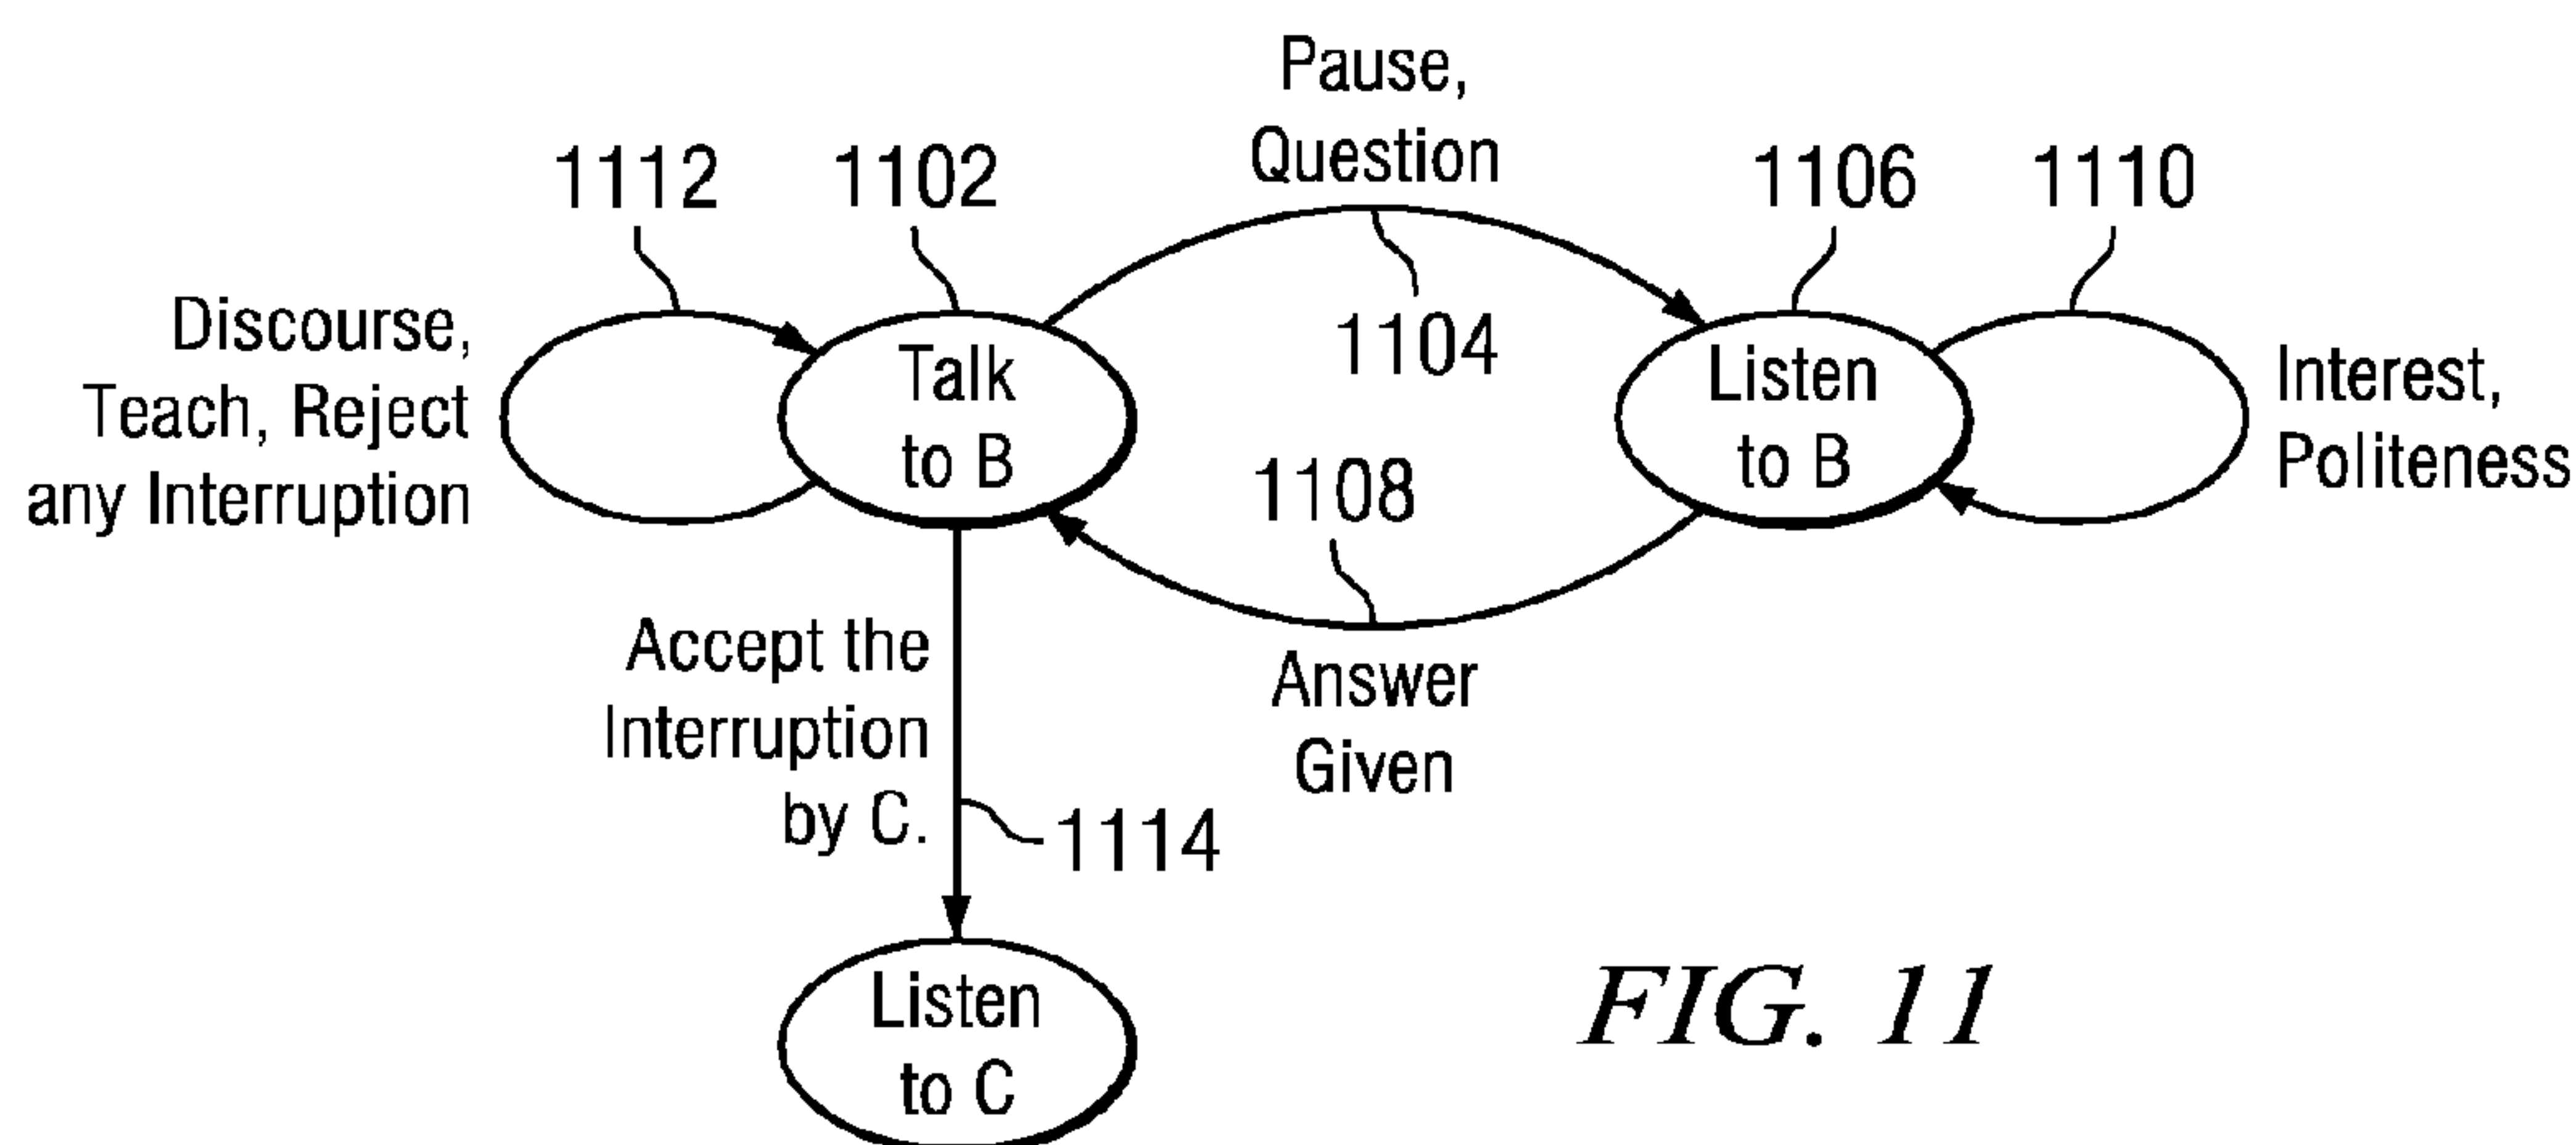 Pause,
Question
1112
1102
1106
1110
Discourse,
Teach, Reject
any Interruption
Talk
to B
1104
Listen
to B
Interest,
Politeness
1108
Accept the
Interruption
by C.
Answer
Given
1114
Listen
to C
FIG. 11